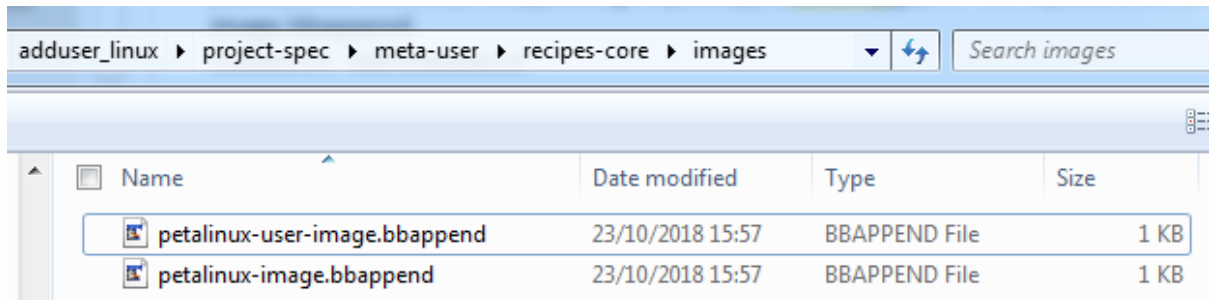 adduser_linux ▸ project-spec ▸ meta-user ▸ recipes-core ▸ images Search images
Name Date modified Type Size
petalinux-user-image.bbappend 23/10/2018 15:57 BBAPPEND File 1 KB
petalinux-image.bbappend 23/10/2018 15:57 BBAPPEND File 1 KB